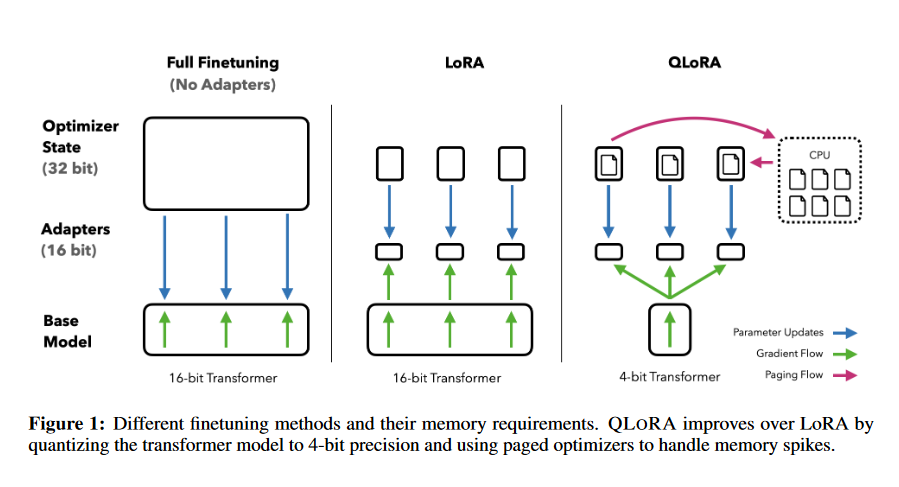 Full Finetuning
(No Adapters)
LoRA
QLoRA
Optimizer
State
(32 bit)
CPU
Adapters
(16 bit)
Base
Model
Parameter Updates
Gradient Flow
Paging Flow
16-bit Transformer
16-bit Transformer
4-bit Transformer
Figure 1: Different finetuning methods and their memory requirements. QLORA improves over LoRA by
quantizing the transformer model to 4-bit precision and using paged optimizers to handle memory spikes.